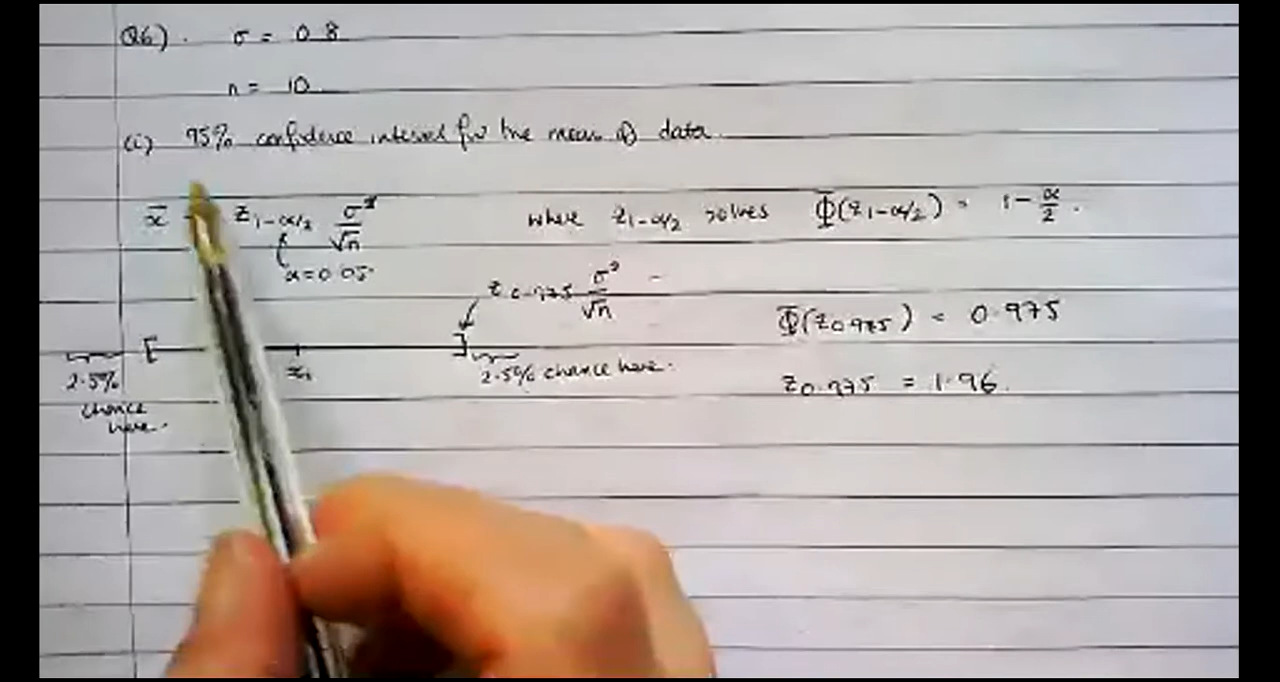 Q6). σ = 0.8
n = 10
(i) 95% confidence interval for the mean of data.
x̄ z₁₋α/₂ σ²/√n where z₁₋α/₂ solves Φ(z₁₋α/₂) = 1 - α/2.
α = 0.05
z₀.₉₇₅ σ²/√n
Φ(z₀.₉₇₅) = 0.975
[ ]
2.5% chance here.
2.5% chance here.
z₀.₉₇₅ = 1.96.